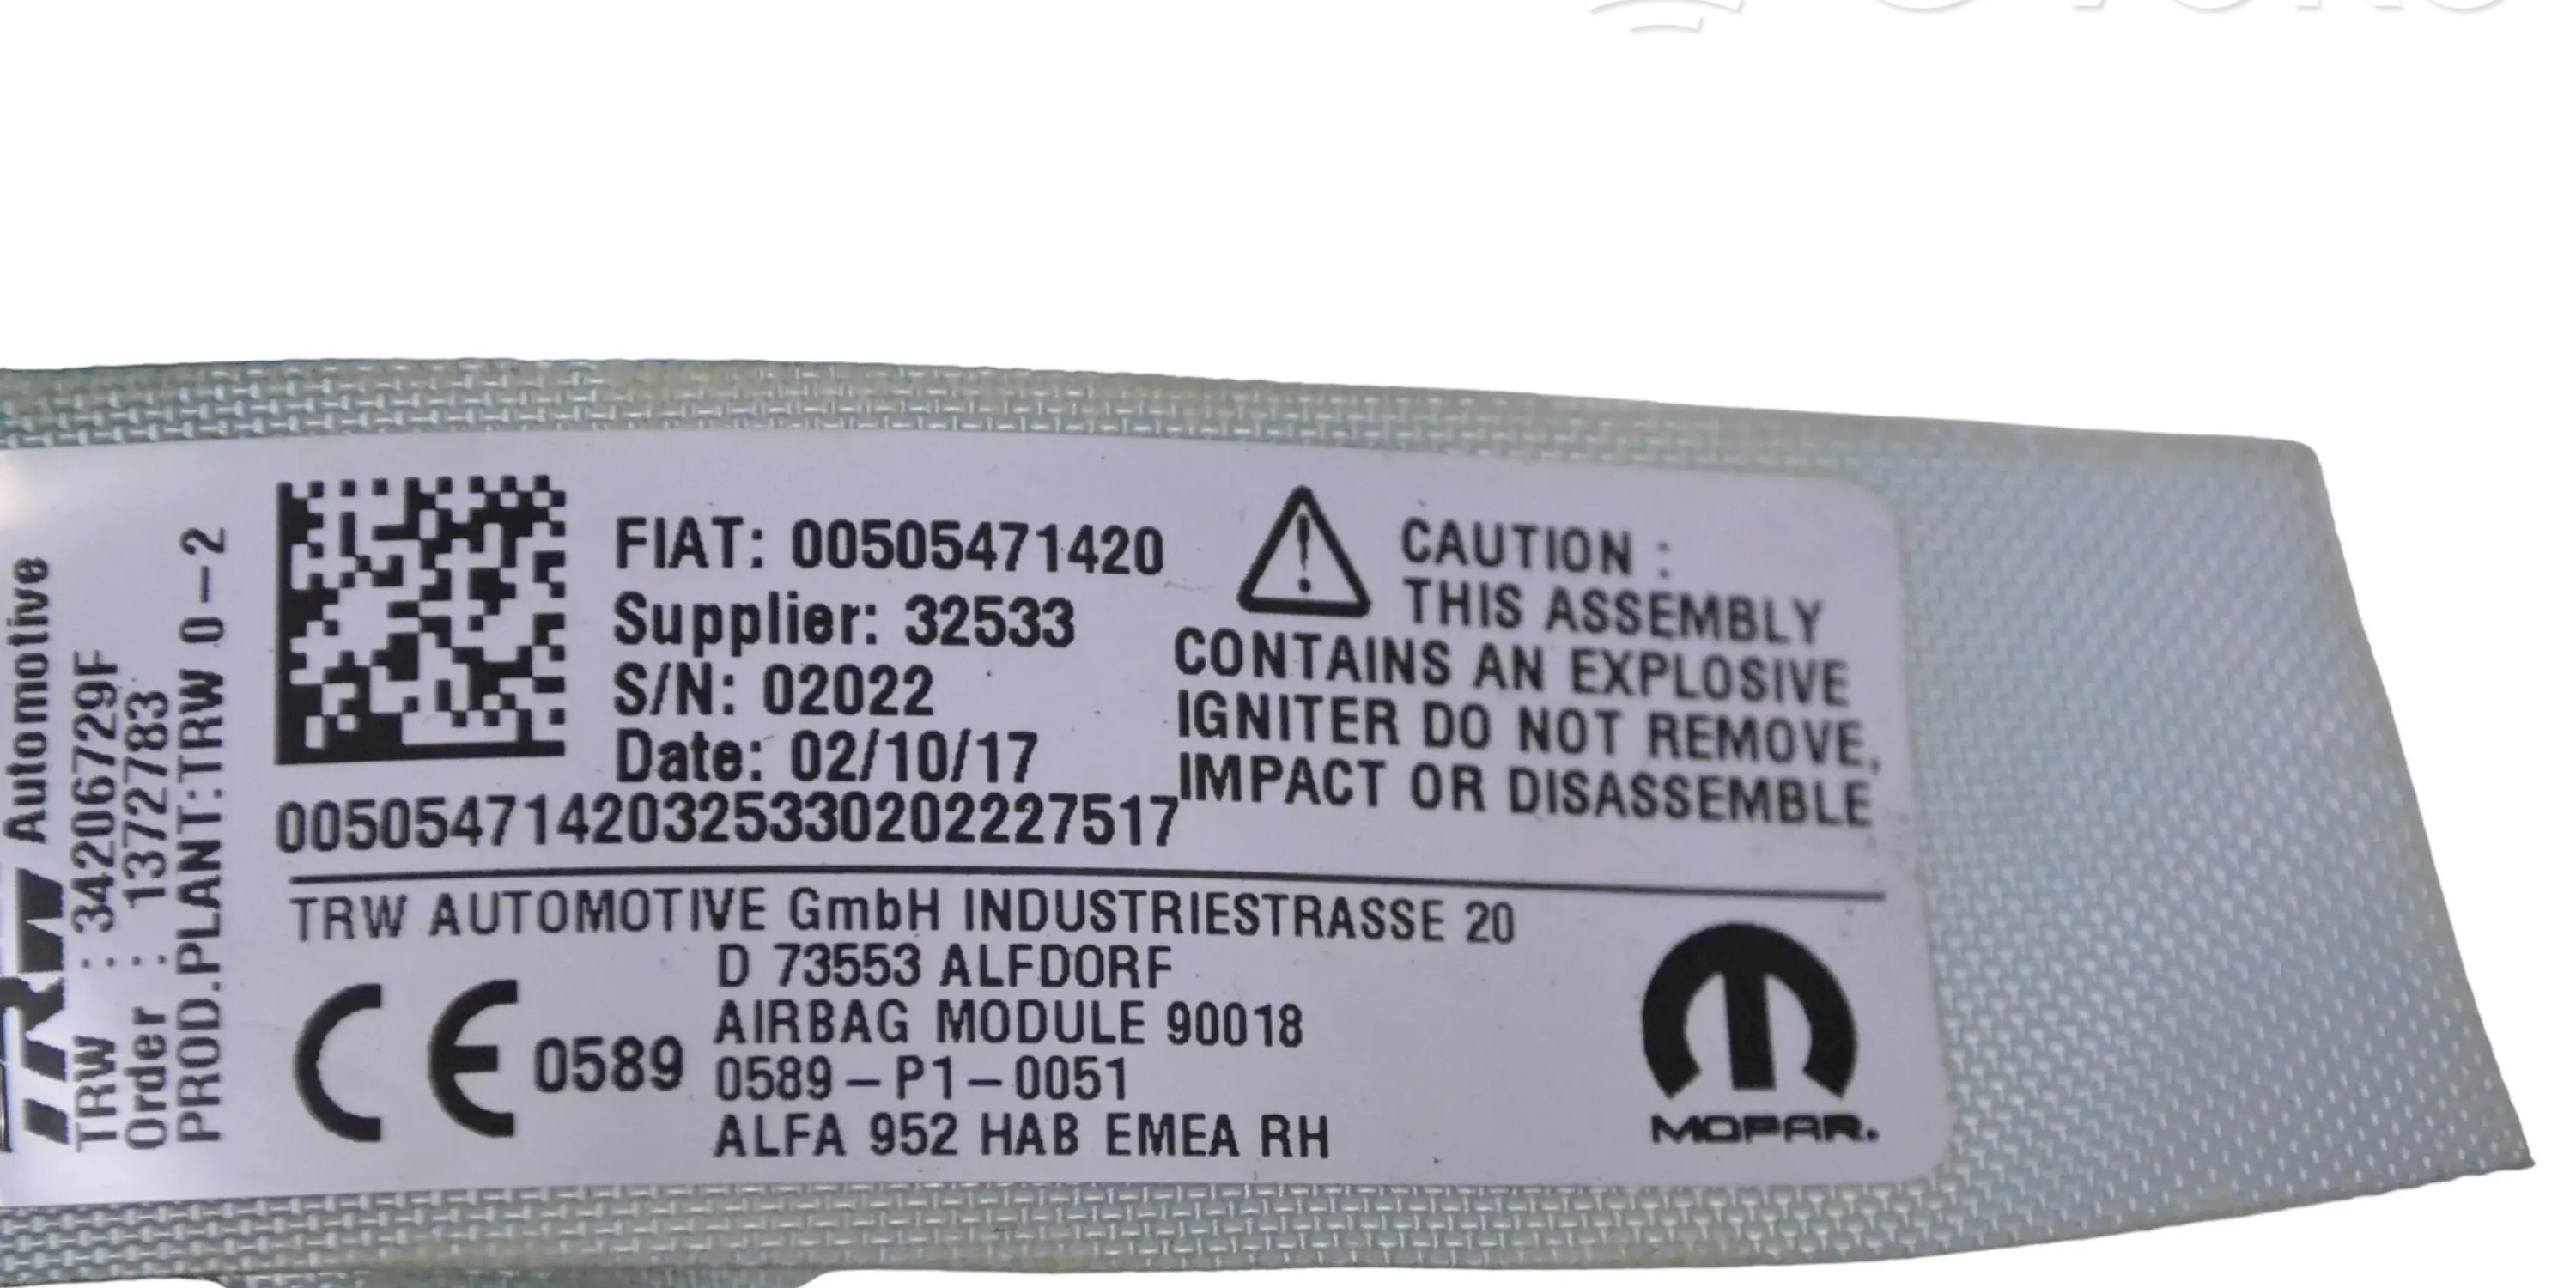 TRW Automotive
TRW : 34206729F
Order : 13727783
PROD.PLANT:TRW 0-2
FIAT: 00505471420
Supplier: 32533
S/N: 02022
Date: 02/10/17
00505471420325330202227517
CAUTION :
THIS ASSEMBLY
CONTAINS AN EXPLOSIVE
IGNITER DO NOT REMOVE,
IMPACT OR DISASSEMBLE
TRW AUTOMOTIVE GmbH INDUSTRIESTRASSE 20
D 73553 ALFDORF
AIRBAG MODULE 90018
0589-P1-0051
ALFA 952 HAB EMEA RH
CE 0589
MOPAR.